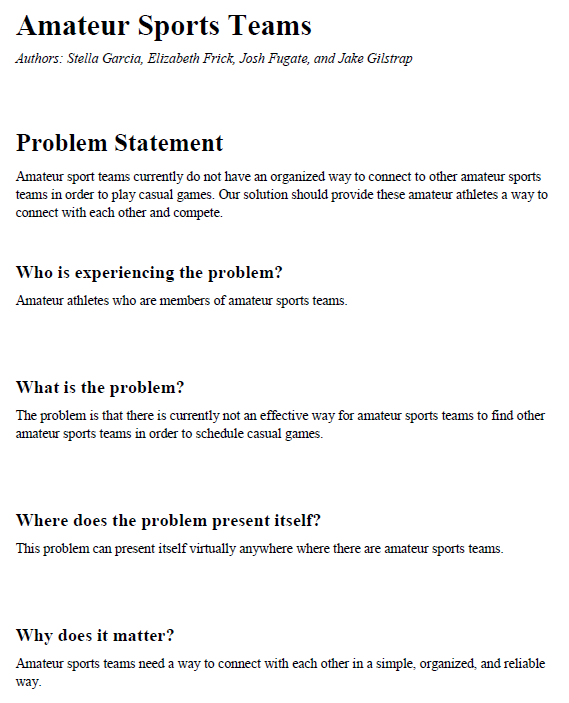 Amateur Sports Teams
Authors: Stella Garcia, Elizabeth Frick, Josh Fugate, and Jake Gilstrap
Problem Statement
Amateur sport teams currently do not have an organized way to connect to other amateur sports
teams in order to play casual games. Our solution should provide these amateur athletes a way to
connect with each other and compete.
Who is experiencing the problem?
Amateur athletes who are members of amateur sports teams.
What is the problem?
The problem is that there is currently not an effective way for amateur sports teams to find other
amateur sports teams in order to schedule casual games.
Where does the problem present itself?
This problem can present itself virtually anywhere where there are amateur sports teams.
Why does it matter?
Amateur sports teams need a way to connect with each other in a simple, organized, and reliable
way.